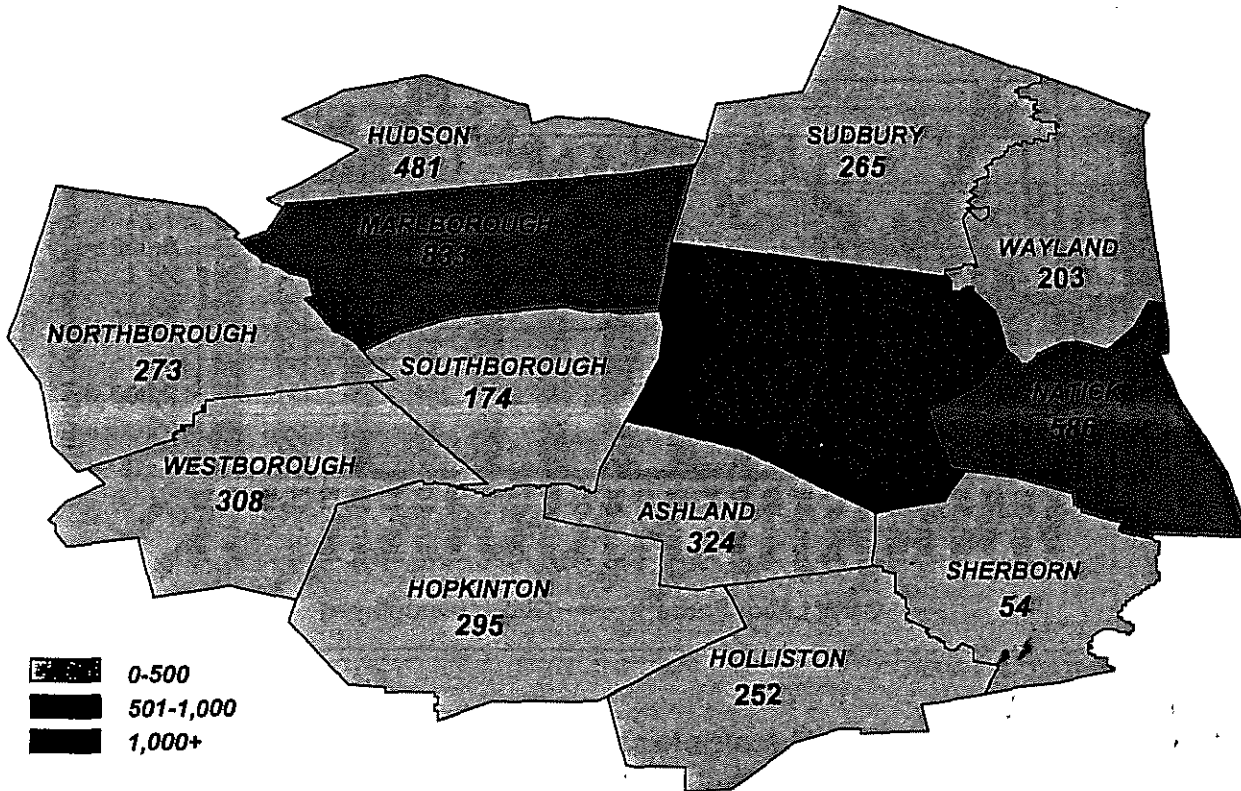 HUDSON
481
SUDBURY
265
MARLBOROUGH
WAYLAND
203
NORTHBOROUGH
273
SOUTHBOROUGH
174
NATICK
586
WESTBOROUGH
308
ASHLAND
324
SHERBORN
54
HOPKINTON
295
HOLLISTON
252
0-500
501-1,000
1,000+